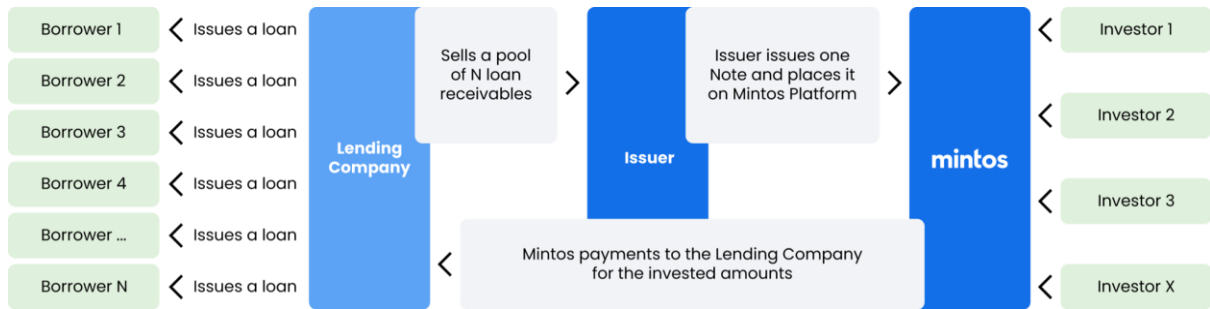 Borrower 1
Issues a loan
Borrower 2
Issues a loan
Borrower 3
Issues a loan
Borrower 4
Issues a loan
Borrower ...
Issues a loan
Borrower N
Issues a loan
Lending
Company
Sells a pool
of N loan
receivables
Issuer
Issuer issues one
Note and places it
on Mintos Platform
mintos
Mintos payments to the Lending Company
for the invested amounts
Investor 1
Investor 2
Investor 3
Investor X